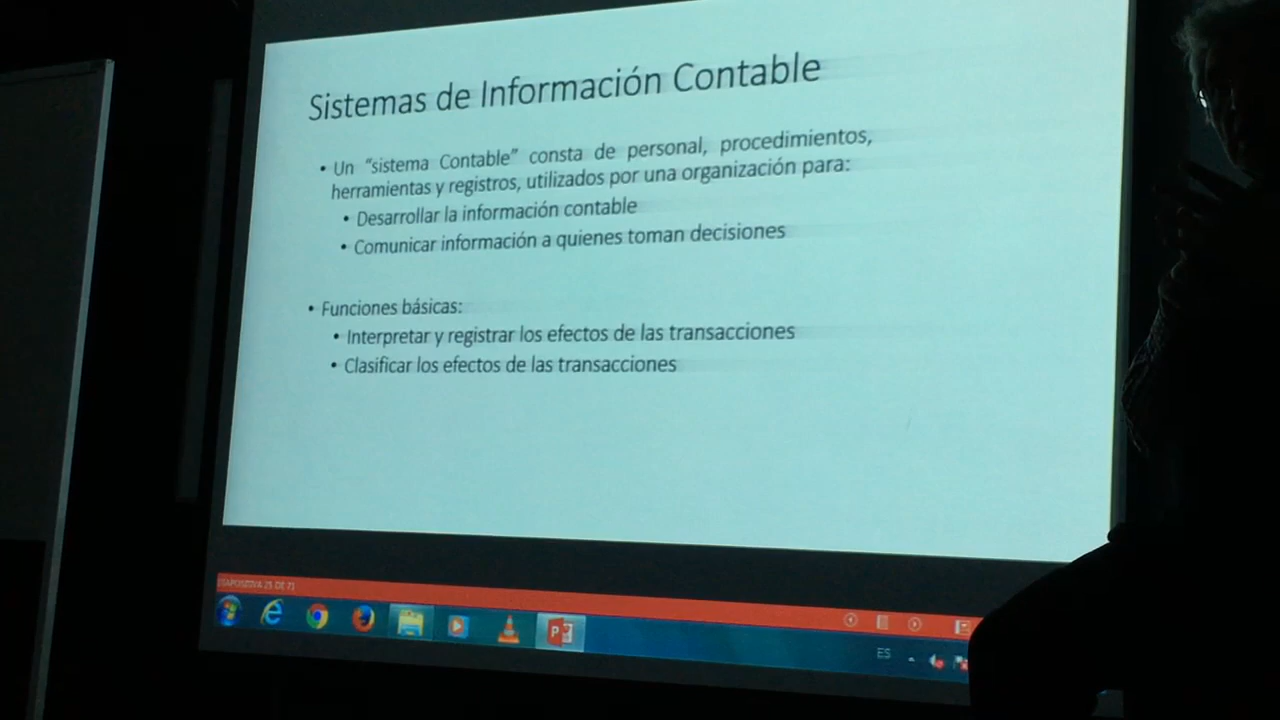 Sistemas de Información Contable
• Un “sistema Contable” consta de personal, procedimientos,
herramientas y registros, utilizados por una organización para:
• Desarrollar la información contable
• Comunicar información a quienes toman decisiones
• Funciones básicas:
• Interpretar y registrar los efectos de las transacciones
• Clasificar los efectos de las transacciones
DE
ES